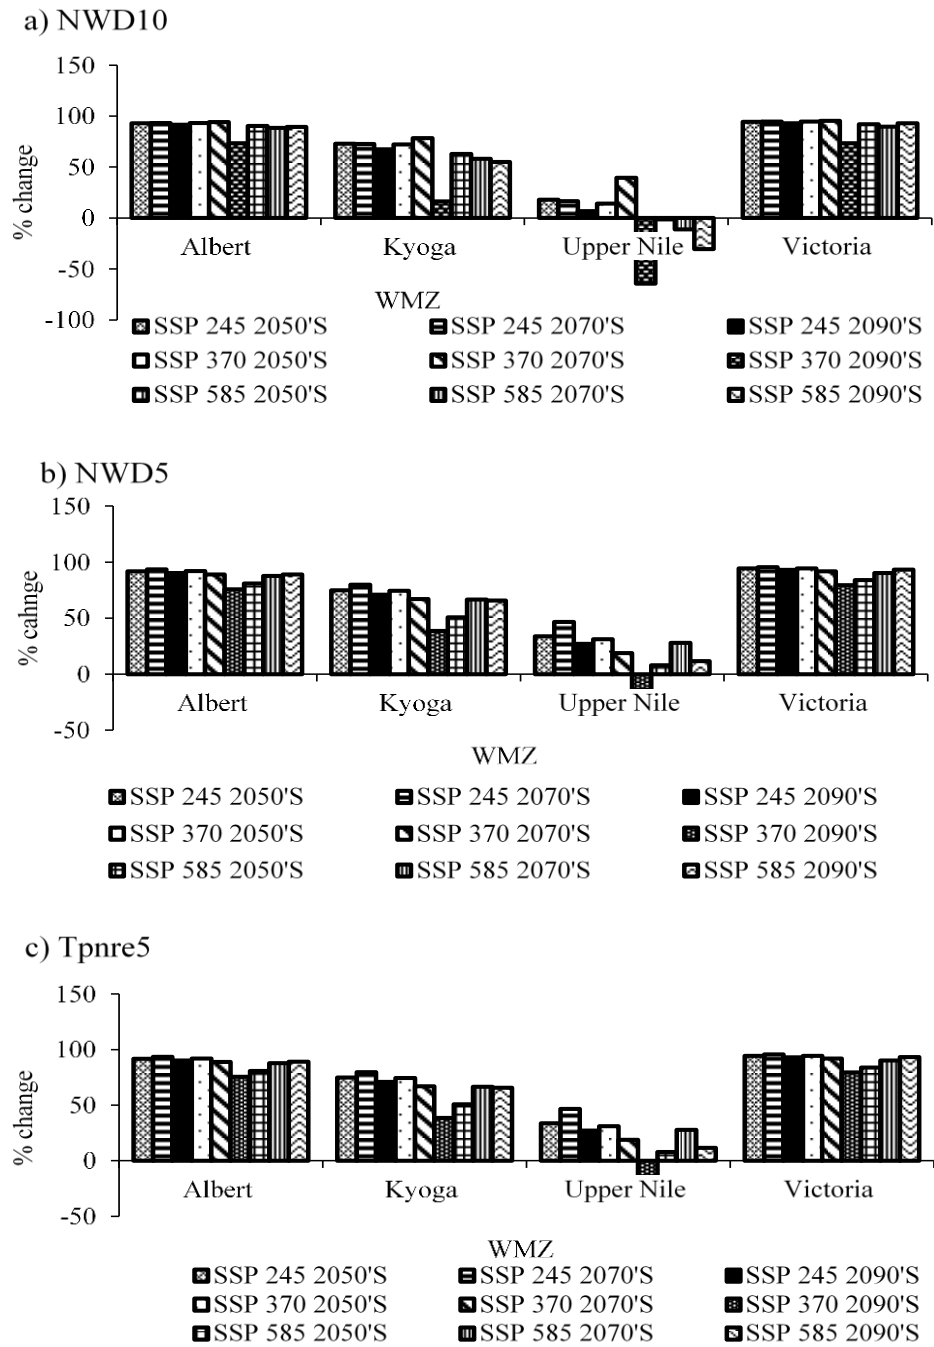 a) NWD10
150
100
50
0
-50
-100
% change
Albert Kyoga Upper Nile Victoria
WMZ
SSP 245 2050'S SSP 245 2070'S SSP 245 2090'S
SSP 370 2050'S SSP 370 2070'S SSP 370 2090'S
SSP 585 2050'S SSP 585 2070'S SSP 585 2090'S
b) NWD5
150
100
50
0
-50
% cahnge
Albert Kyoga Upper Nile Victoria
WMZ
SSP 245 2050'S SSP 245 2070'S SSP 245 2090'S
SSP 370 2050'S SSP 370 2070'S SSP 370 2090'S
SSP 585 2050'S SSP 585 2070'S SSP 585 2090'S
c) Tpnre5
150
100
50
0
-50
% change
Albert Kyoga Upper Nile Victoria
WMZ
SSP 245 2050'S SSP 245 2070'S SSP 245 2090'S
SSP 370 2050'S SSP 370 2070'S SSP 370 2090'S
SSP 585 2050'S SSP 585 2070'S SSP 585 2090'S